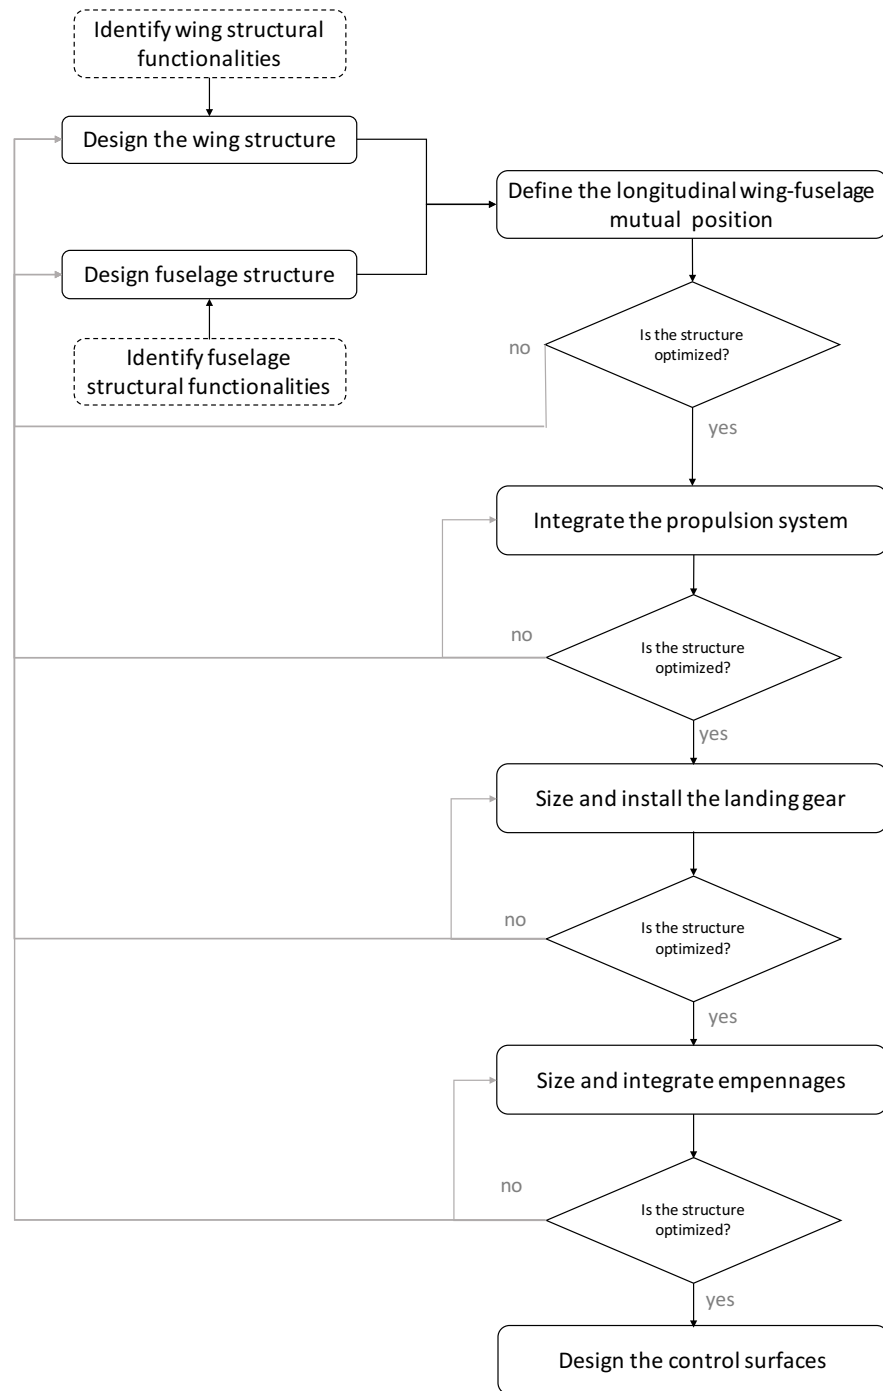 Identify wing structural
functionalities
Design the wing structure
Define the longitudinal wing-fuselage
mutual position
Design fuselage structure
Identify fuselage
structural functionalities
Is the structure
optimized?
no
yes
Integrate the propulsion system
no
Is the structure
optimized?
yes
Size and install the landing gear
no
Is the structure
optimized?
yes
Size and integrate empennages
no
Is the structure
optimized?
yes
Design the control surfaces